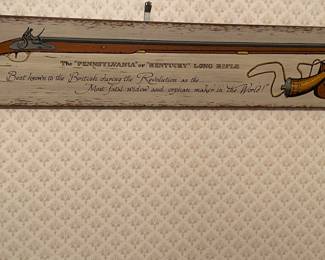 The "PENNSYLVANIA" or "KENTUCKY" LONG RIFLE
Best known to the British during the Revolution as the...
"Most fatal widow and orphan maker in the World!"